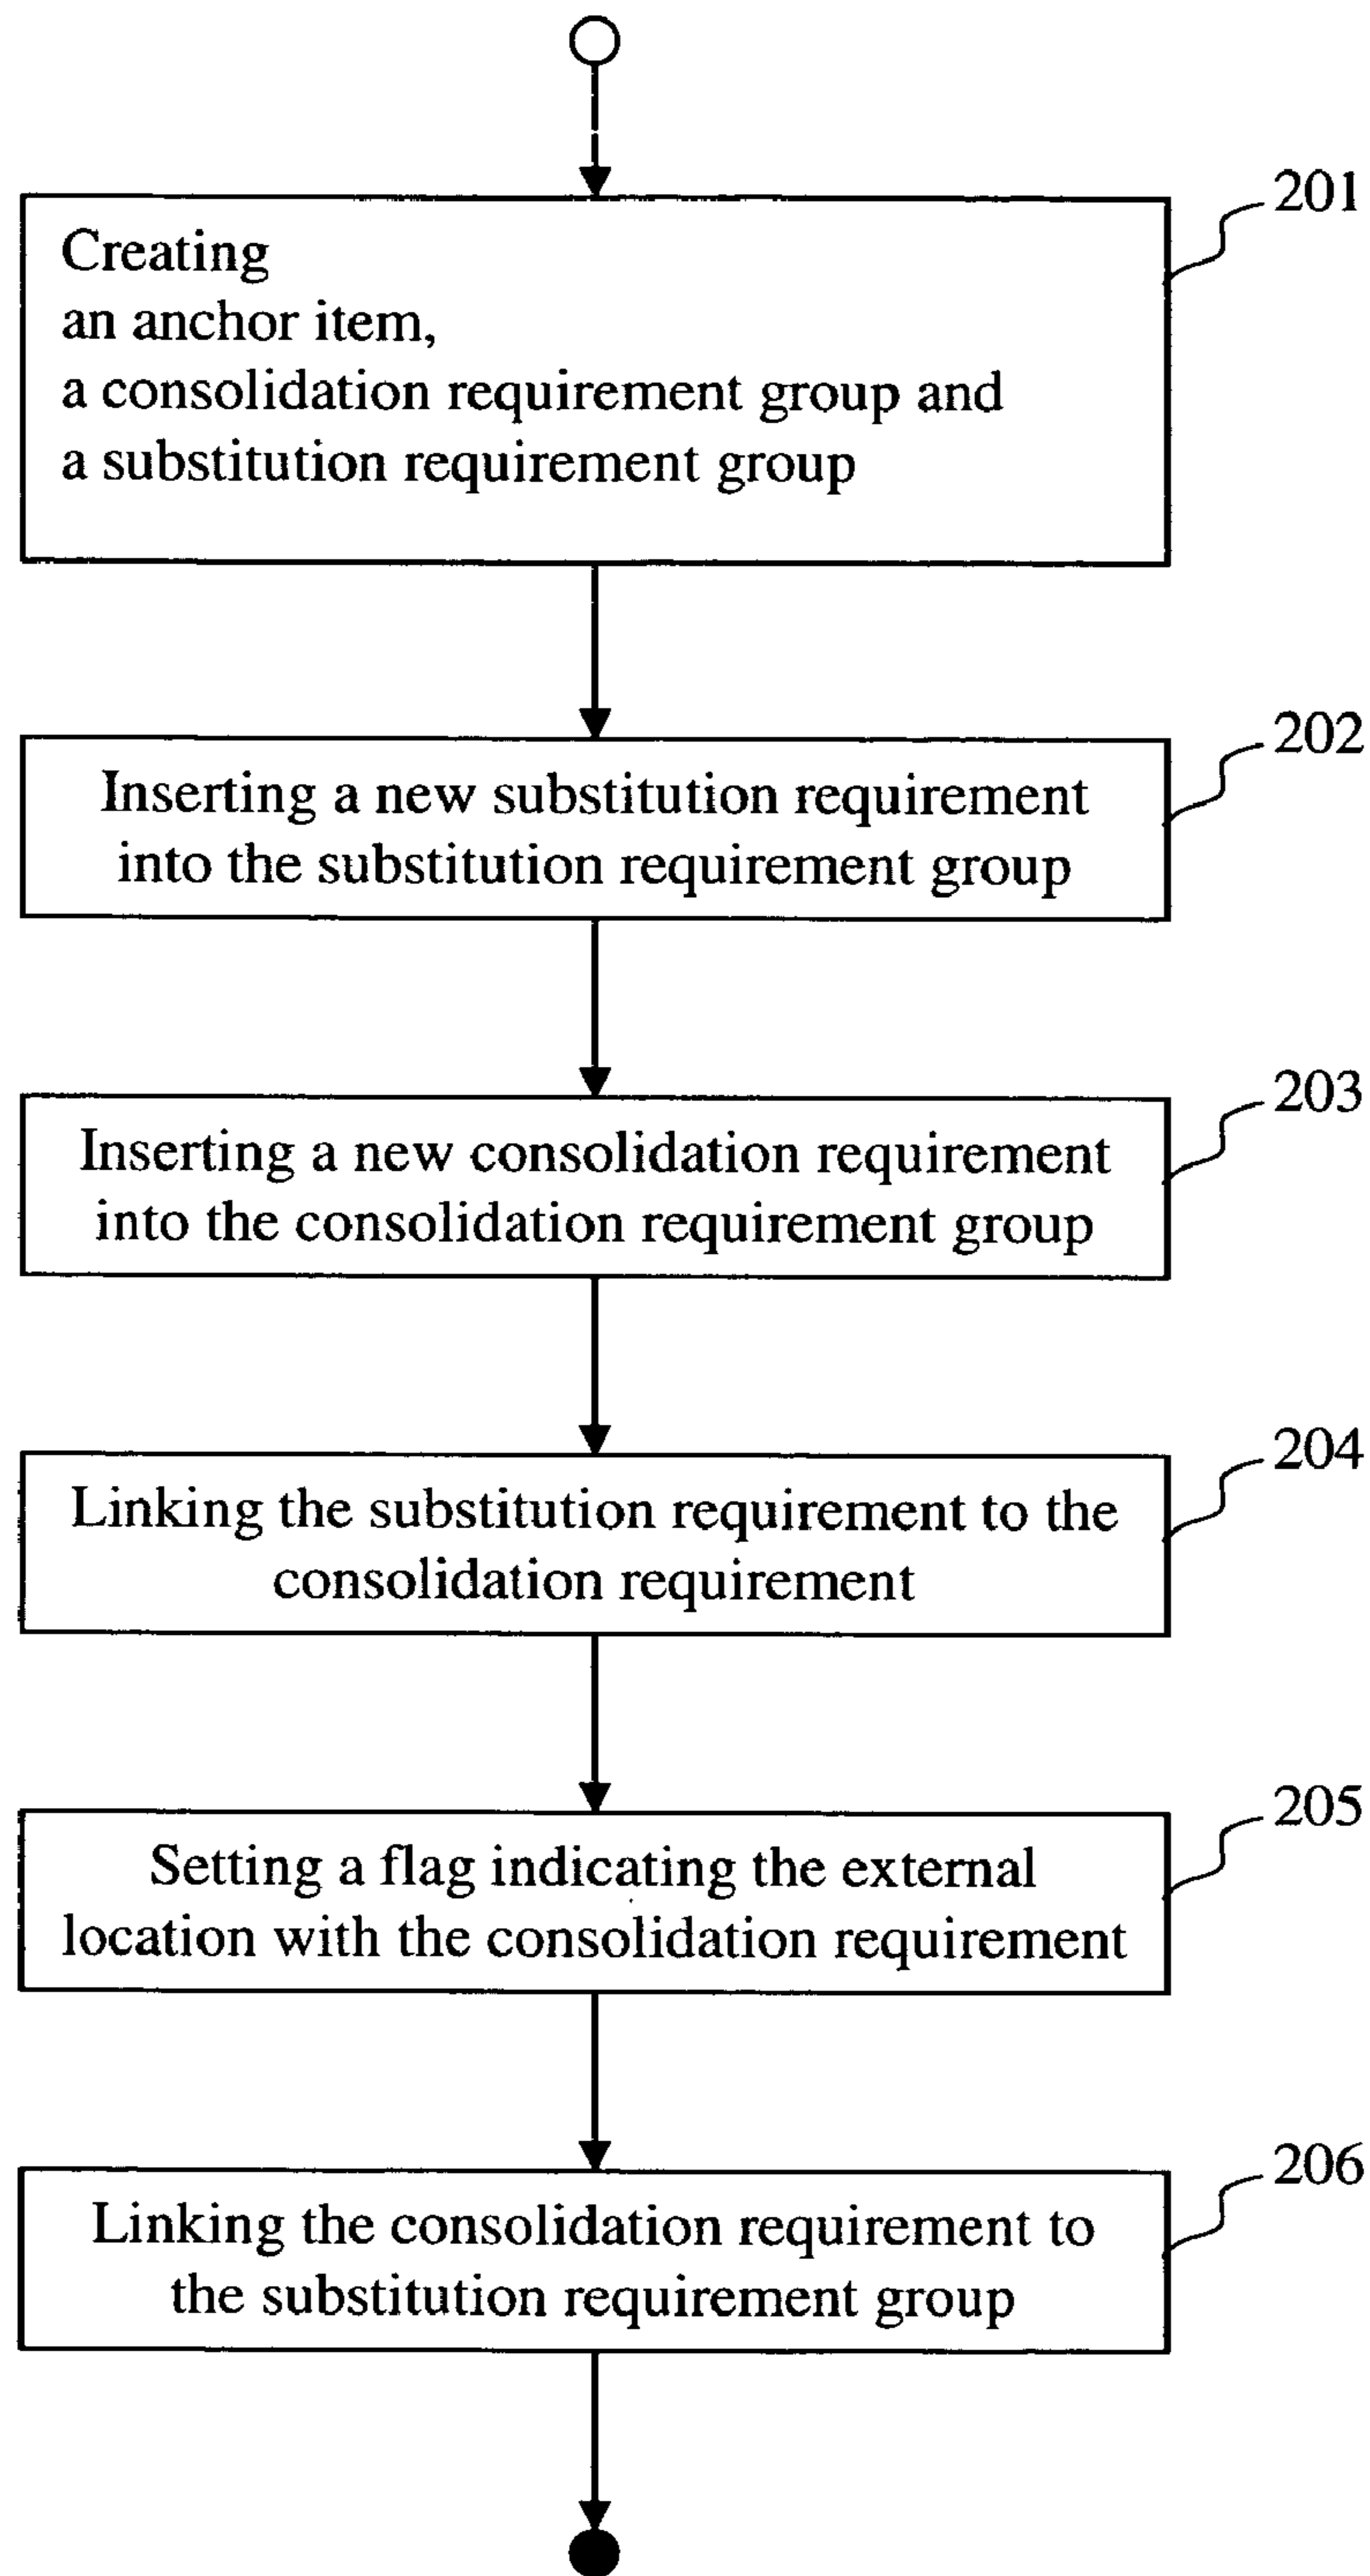 201
Creating
an anchor item,
a consolidation requirement group and
a substitution requirement group
202
Inserting a new substitution requirement
into the substitution requirement group
203
Inserting a new consolidation requirement
into the consolidation requirement group
204
Linking the substitution requirement to the
consolidation requirement
205
Setting a flag indicating the external
location with the consolidation requirement
206
Linking the consolidation requirement to
the substitution requirement group